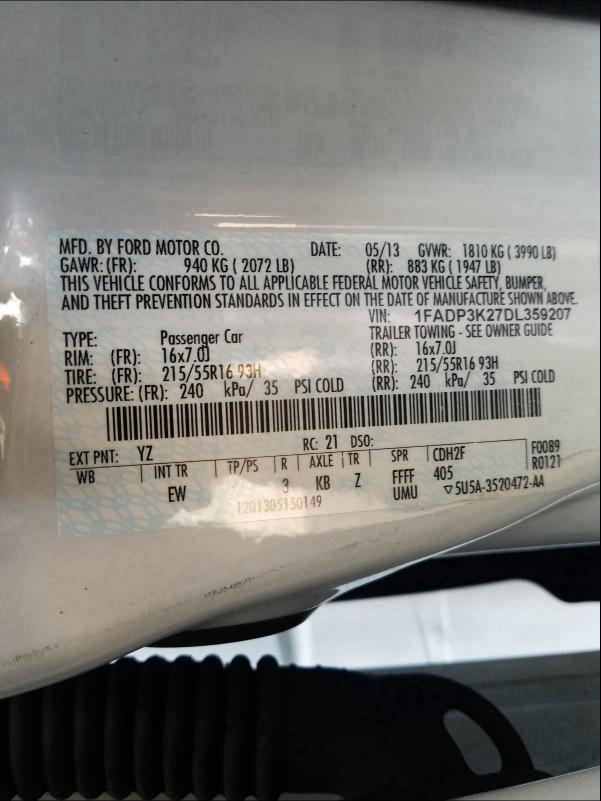 MFD. BY FORD MOTOR CO. DATE: 05/13 GVWR: 1810 KG ( 3990 LB)
GAWR: (FR): 940 KG ( 2072 LB) (RR): 883 KG ( 1947 LB)
THIS VEHICLE CONFORMS TO ALL APPLICABLE FEDERAL MOTOR VEHICLE SAFETY, BUMPER,
AND THEFT PREVENTION STANDARDS IN EFFECT ON THE DATE OF MANUFACTURE SHOWN ABOVE.
VIN: 1FADP3K27DL359207
TYPE: Passenger Car TRAILER TOWING - SEE OWNER GUIDE
RIM: (FR): 16x7.0J (RR): 16x7.0J
TIRE: (FR): 215/55R16 93H (RR): 215/55R16 93H
PRESSURE: (FR): 240 kPa/ 35 PSI COLD (RR): 240 kPa/ 35 PSI COLD
EXT PNT: YZ RC: 21 DSO: F0089
WB INT TR TP/PS R AXLE TR SPR CDH2F R0121
EW 3 KB Z FFFF 405
UMU ▽5U5A-3520472-AA
1201305150149